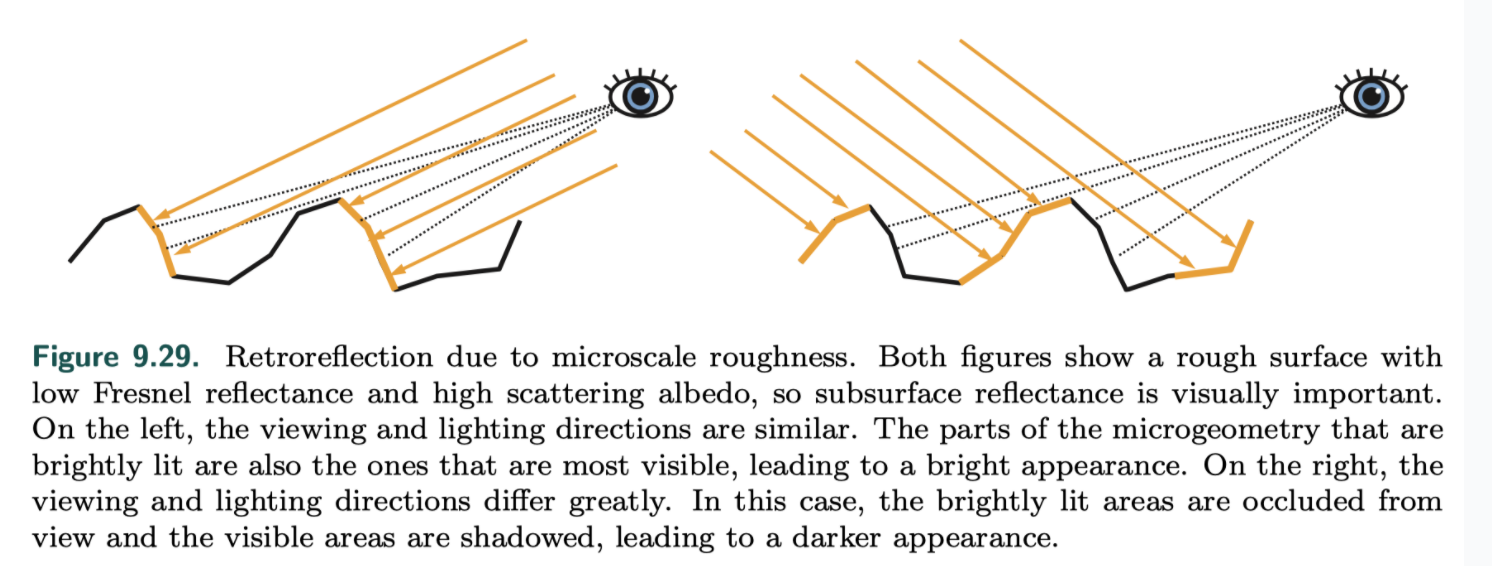 Figure 9.29. Retroreflection due to microscale roughness. Both figures show a rough surface with
low Fresnel reflectance and high scattering albedo, so subsurface reflectance is visually important.
On the left, the viewing and lighting directions are similar. The parts of the microgeometry that are
brightly lit are also the ones that are most visible, leading to a bright appearance. On the right, the
viewing and lighting directions differ greatly. In this case, the brightly lit areas are occluded from
view and the visible areas are shadowed, leading to a darker appearance.